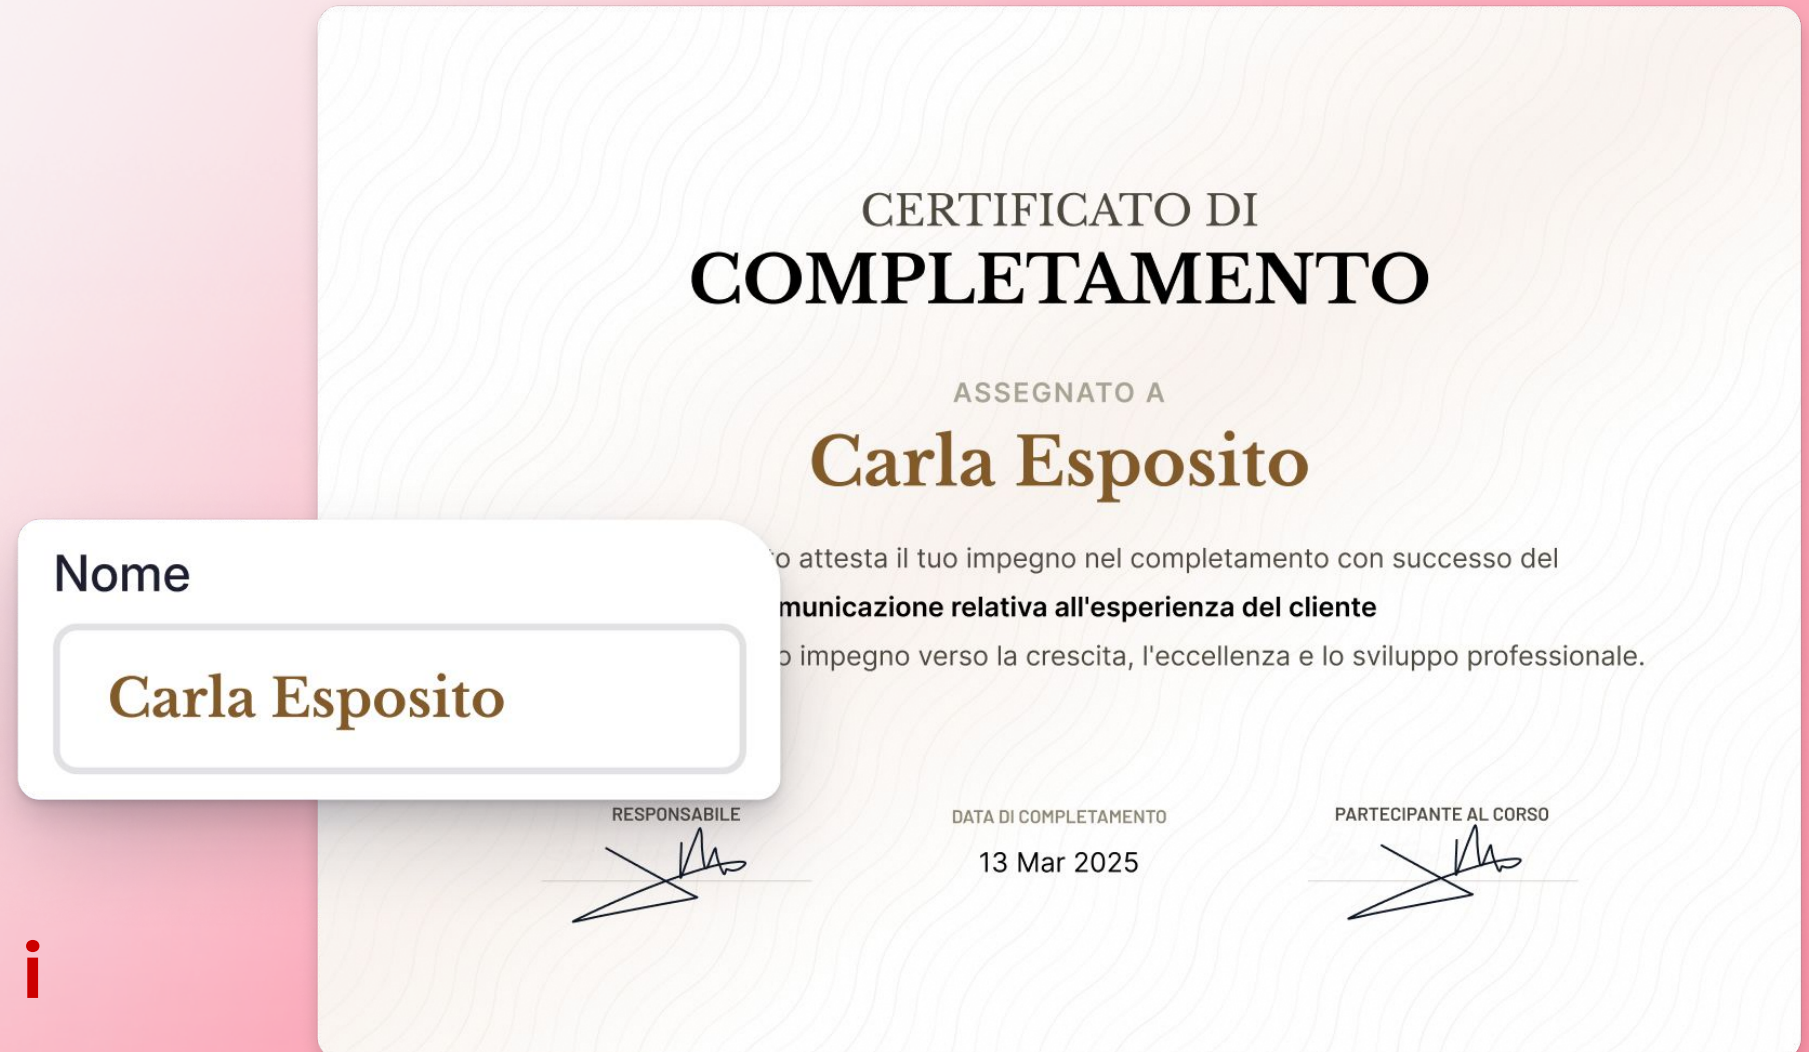 CERTIFICATO DI
COMPLETAMENTO
ASSEGNATO A
Carla Esposito
attesta il tuo impegno nel completamento con successo del
relativa all'esperienza del cliente
impegno verso la crescita, l'eccellenza e lo sviluppo professionale.
Nome
Carla Esposito
RESPONSABILE
DATA DI COMPLETAMENTO
PARTECIPANTE AL CORSO
13 Mar 2025
i